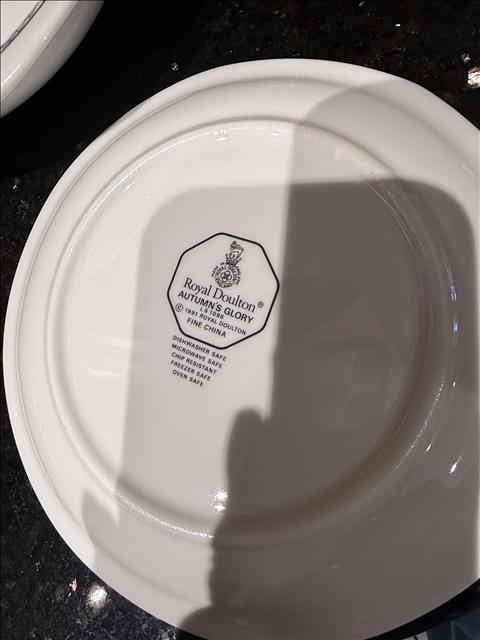 Royal Doulton®
AUTUMN'S GLORY
LS 1086
© 1991 ROYAL DOULTON
FINE CHINA
DISHWASHER SAFE
MICROWAVE SAFE
CHIP RESISTANT
FREEZER SAFE
OVEN SAFE